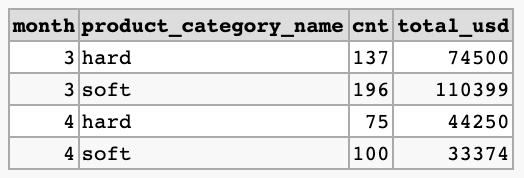 month product_category_name cnt total_usd
3 hard 137 74500
3 soft 196 110399
4 hard 75 44250
4 soft 100 33374